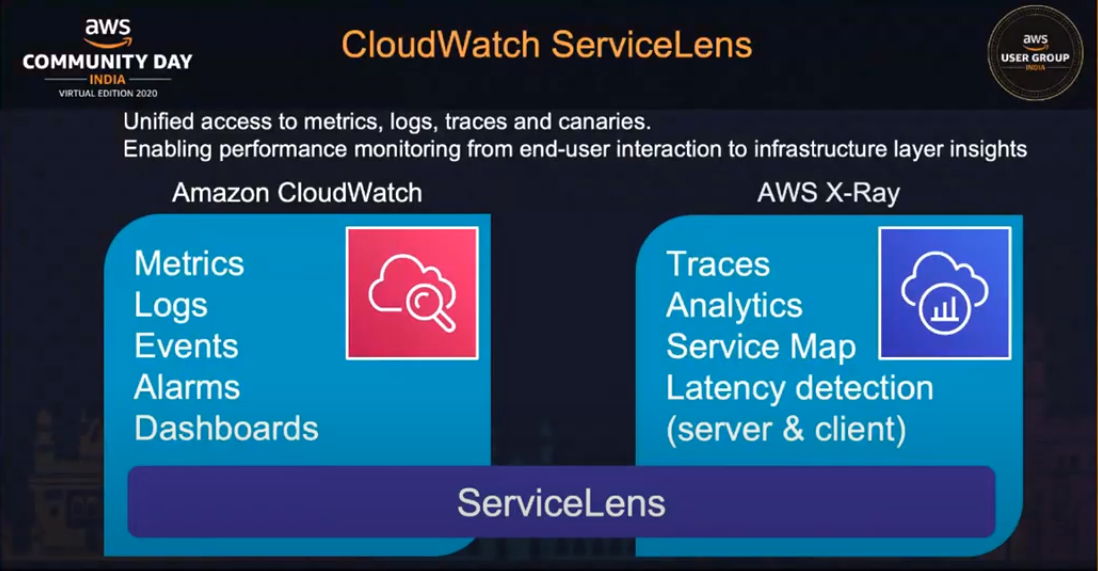 aws
COMMUNITY DAY
INDIA
VIRTUAL EDITION 2020
CloudWatch ServiceLens
aws
USER GROUP
INDIA
Unified access to metrics, logs, traces and canaries.
Enabling performance monitoring from end-user interaction to infrastructure layer insights
Amazon CloudWatch
Metrics
Logs
Events
Alarms
Dashboards
AWS X-Ray
Traces
Analytics
Service Map
Latency detection
(server & client)
ServiceLens